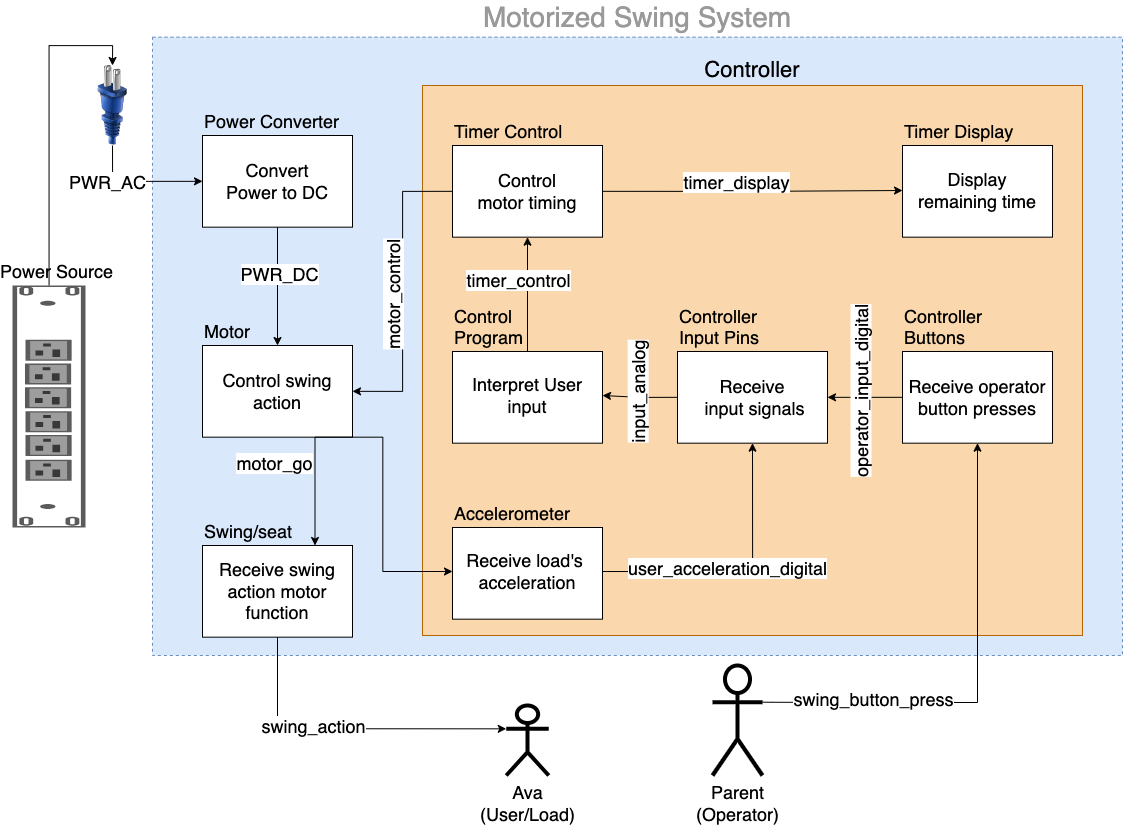 Motorized Swing System
Controller
Power Converter
Convert
Power to DC
PWR_AC
Timer Control
Control
motor timing
timer_display
Timer Display
Display
remaining time
Power Source
PWR_DC
motor_control
timer_control
Motor
Control swing
action
Control
Program
Interpret User
input
input_analog
Controller
Input Pins
Receive
input signals
operator_input_digital
Controller
Buttons
Receive operator
button presses
motor_go
Swing/seat
Receive swing
action motor
function
Accelerometer
Receive load's
acceleration
user_acceleration_digital
swing_action
swing_button_press
Ava
(User/Load)
Parent
(Operator)